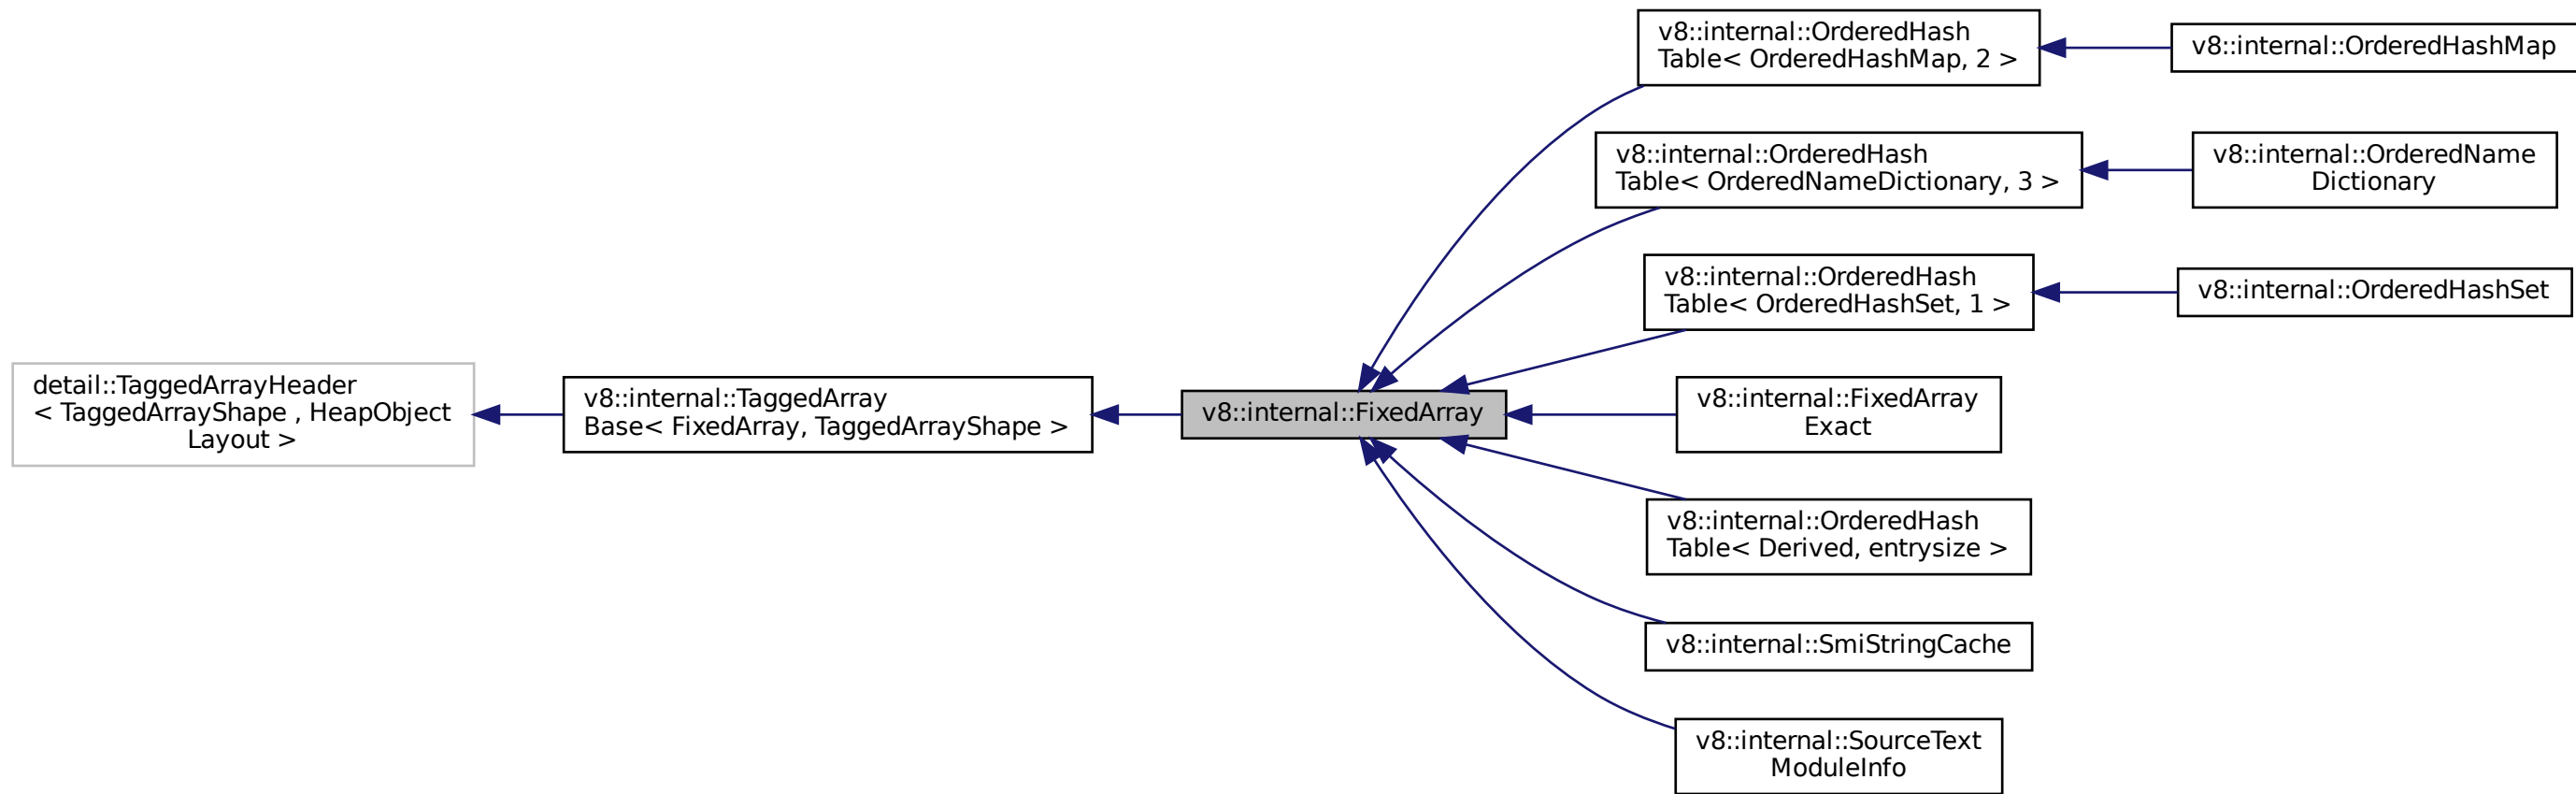 detail::TaggedArrayHeader
< TaggedArrayShape , HeapObject
Layout >
v8::internal::TaggedArray
Base< FixedArray, TaggedArrayShape >
v8::internal::FixedArray
v8::internal::OrderedHash
Table< OrderedHashMap, 2 >
v8::internal::OrderedHashMap
v8::internal::OrderedHash
Table< OrderedNameDictionary, 3 >
v8::internal::OrderedName
Dictionary
v8::internal::OrderedHash
Table< OrderedHashSet, 1 >
v8::internal::OrderedHashSet
v8::internal::FixedArray
Exact
v8::internal::OrderedHash
Table< Derived, entrysize >
v8::internal::SmiStringCache
v8::internal::SourceText
ModuleInfo